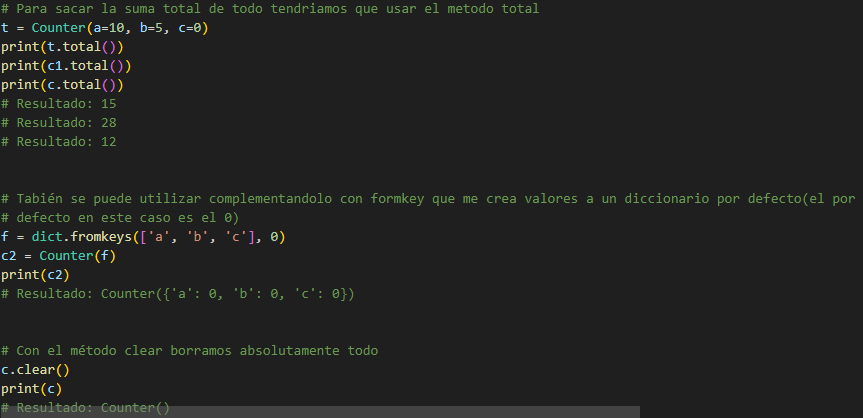 # Para sacar la suma total de todo tendriamos que usar el metodo total
t = Counter(a=10, b=5, c=0)
print(t.total())
print(c1.total())
print(c.total())
# Resultado: 15
# Resultado: 28
# Resultado: 12
# Tabién se puede utilizar complementandolo con formkey que me crea valores a un diccionario por defecto(el por
# defecto en este caso es el 0)
f = dict.fromkeys(['a', 'b', 'c'], 0)
c2 = Counter(f)
print(c2)
# Resultado: Counter({'a': 0, 'b': 0, 'c': 0})
# Con el método clear borramos absolutamente todo
c.clear()
print(c)
# Resultado: Counter()